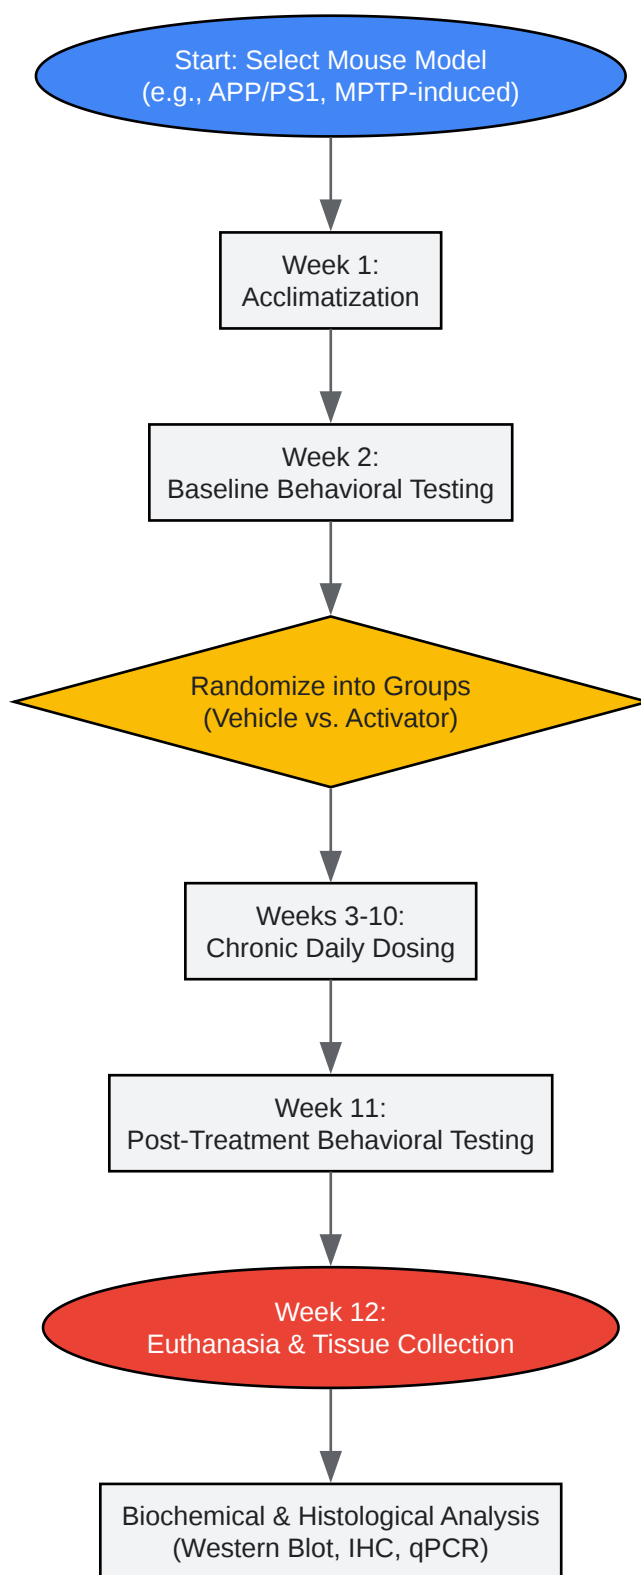 Start: Select Mouse Model
(e.g., APP/PS1, MPTP-induced)
Week 1:
Acclimatization
Week 2:
Baseline Behavioral Testing
Randomize into Groups
(Vehicle vs. Activator)
Weeks 3-10:
Chronic Daily Dosing
Week 11:
Post-Treatment Behavioral Testing
Week 12:
Euthanasia & Tissue Collection
Biochemical & Histological Analysis
(Western Blot, IHC, qPCR)